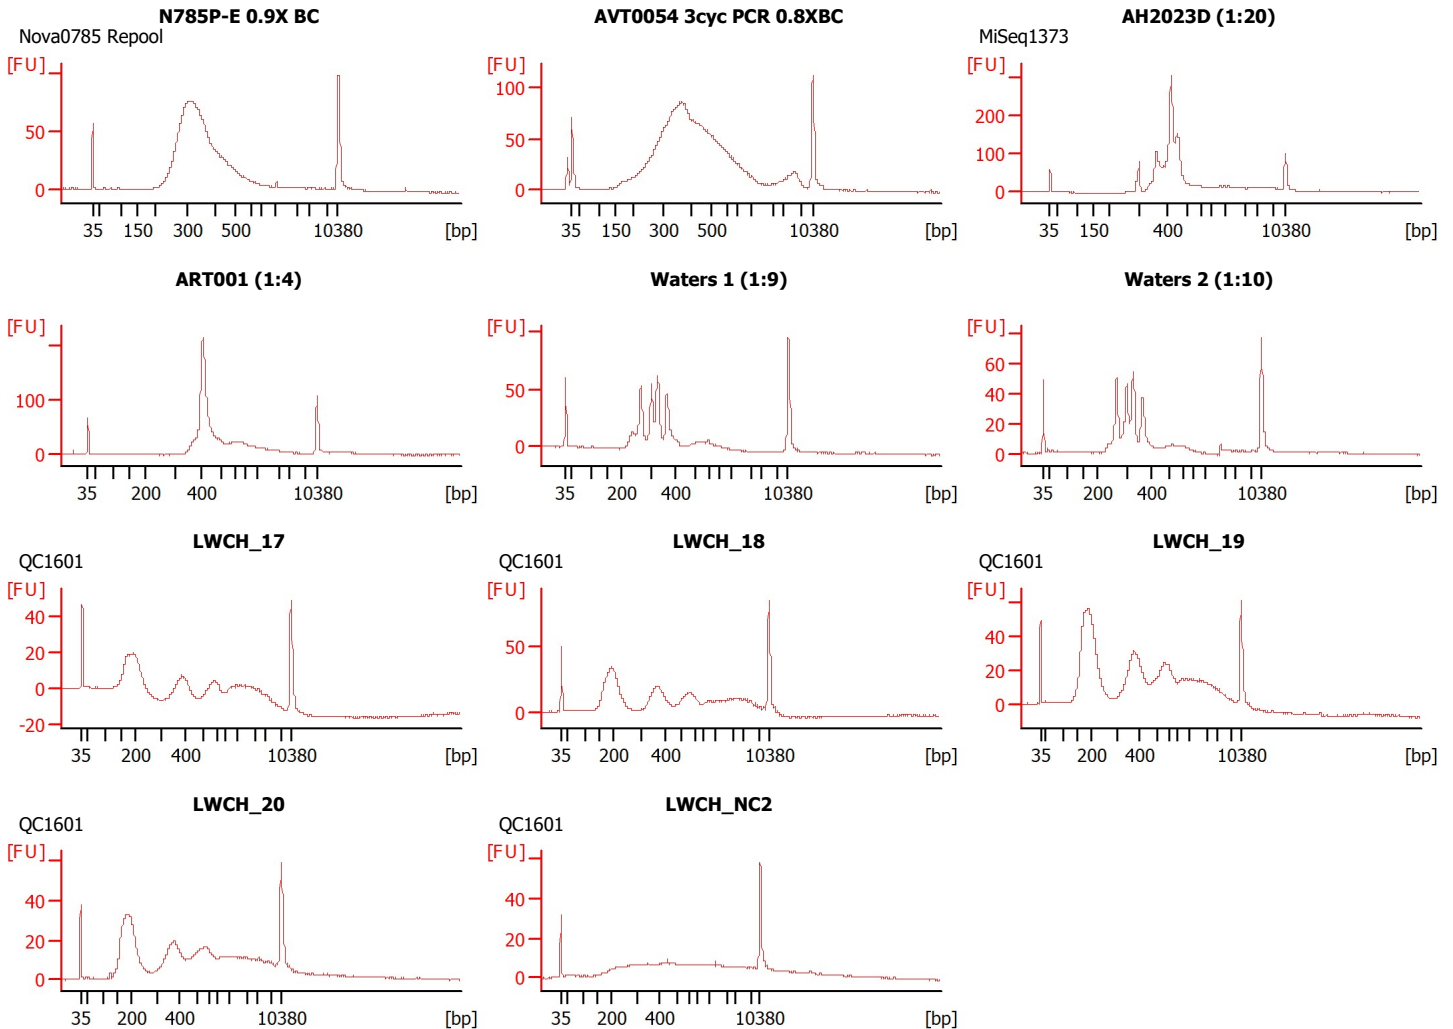 N785P-E 0.9X BC
Nova0785 Repool
[FU]
50
0
35 150 300 500 10380 [bp]
AVT0054 3cyc PCR 0.8XBC
[FU]
100
50
0
35 150 300 500 10380 [bp]
AH2023D (1:20)
MiSeq1373
[FU]
200
100
0
35 150 400 10380 [bp]
ART001 (1:4)
[FU]
100
0
35 200 400 10380 [bp]
Waters 1 (1:9)
[FU]
50
0
35 200 400 10380 [bp]
Waters 2 (1:10)
[FU]
60
40
20
0
35 200 400 10380 [bp]
LWCH_17
QC1601
[FU]
40
20
0
-20
35 200 400 10380 [bp]
LWCH_18
QC1601
[FU]
50
0
35 200 400 10380 [bp]
LWCH_19
QC1601
[FU]
40
20
0
35 200 400 10380 [bp]
LWCH_20
QC1601
[FU]
40
20
0
35 200 400 10380 [bp]
LWCH_NC2
QC1601
[FU]
40
20
0
35 200 400 10380 [bp]